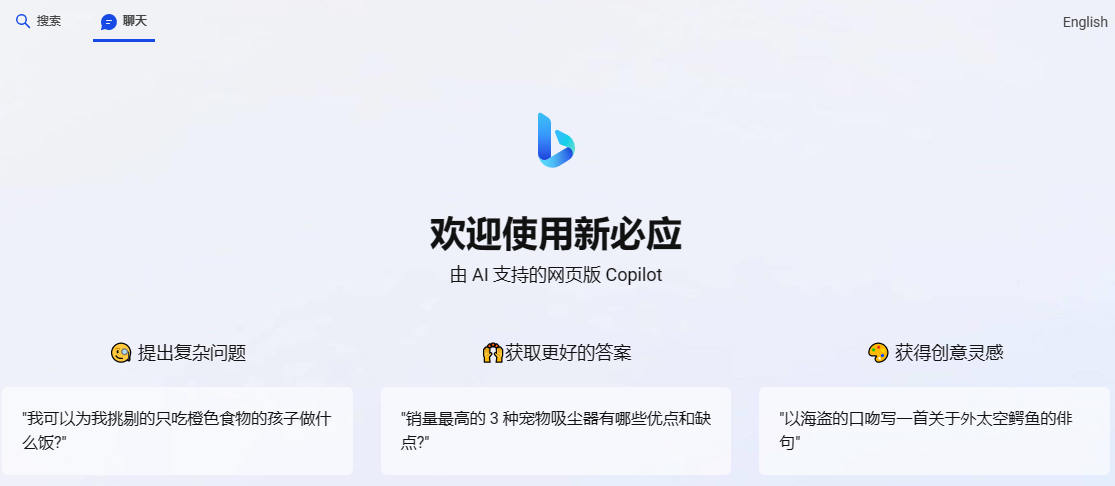 搜索
聊天
English
欢迎使用新必应
由 AI 支持的网页版 Copilot
提出复杂问题
获取更好的答案
获得创意灵感
"我可以为我挑剔的只吃橙色食物的孩子做什
么饭?"
"销量最高的 3 种宠物吸尘器有哪些优点和缺
点?"
"以海盗的口吻写一首关于外太空鳄鱼的俳
句"